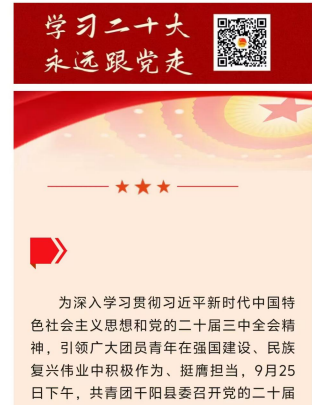 学习二十大
永远跟党走
为深入学习贯彻习近平新时代中国特
色社会主义思想和党的二十届三中全会精
神，引领广大团员青年在强国建设、民族
复兴伟业中积极作为、挺膺担当，9月25
日下午，共青团千阳县委召开党的二十届